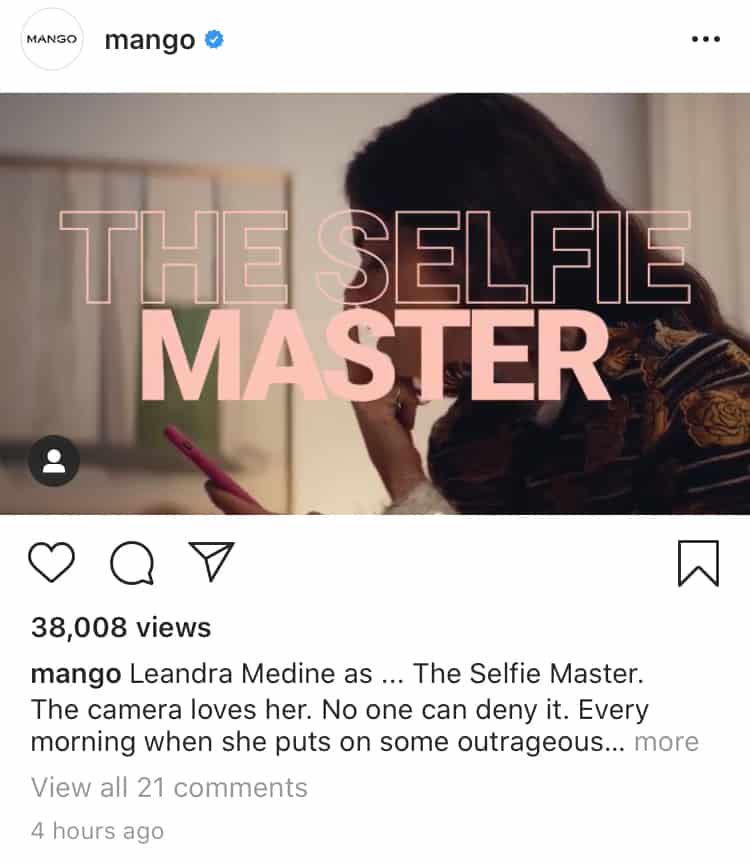 MANGO
mango
THE SELFIE
MASTER
38,008 views
mango Leandra Medine as ... The Selfie Master.
The camera loves her. No one can deny it. Every
morning when she puts on some outrageous... more
View all 21 comments
4 hours ago